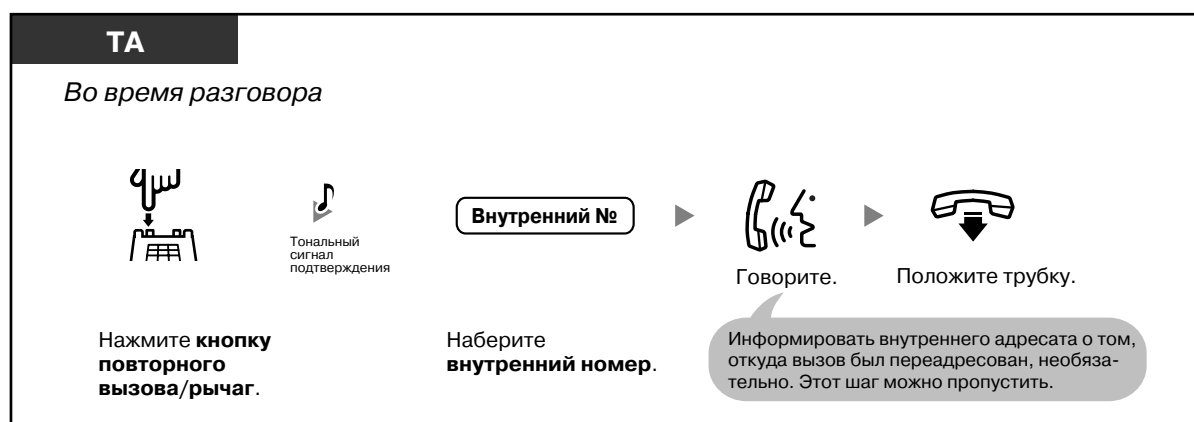 ТА
Во время разговора
Тональный
сигнал
подтверждения
Внутренний №
Говорите.
Положите трубку.
Нажмите кнопку
повторного
вызова/рычаг.
Наберите
внутренний номер.
Информировать внутреннего адресата о том,
откуда вызов был переадресован, необяза-
тельно. Этот шаг можно пропустить.